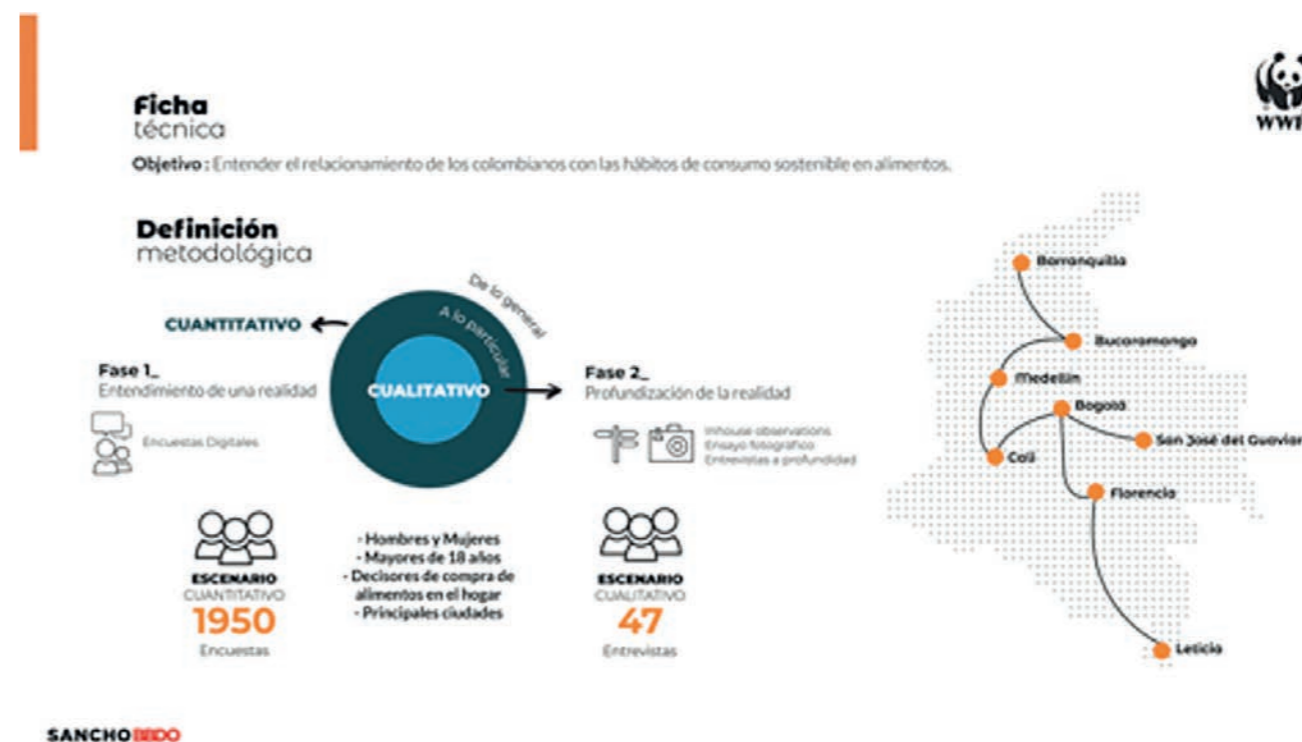 Ficha
técnica
WWF
Objetivo : Entender el relacionamiento de los colombianos con las hábitos de consumo sostenible en alimentos.
Definición
metodológica
De lo general
A lo particular
CUANTITATIVO
CUALITATIVO
Fase 1_
Entendimiento de una realidad
Encuestas Digitales
Fase 2_
Profundización de la realidad
Inhouse observations
Ensayo fotográfico
Entrevistas a profundidad
ESCENARIO
CUANTITATIVO
1950
Encuestas
- Hombres y Mujeres
- Mayores de 18 años
- Decisores de compra de
alimentos en el hogar
- Principales ciudades
ESCENARIO
CUALITATIVO
47
Entrevistas
Barranquilla
Bucaramanga
Medellín
Bogotá
San José del Guaviar
Cali
Florencia
Leticia
SANCHO BBDO